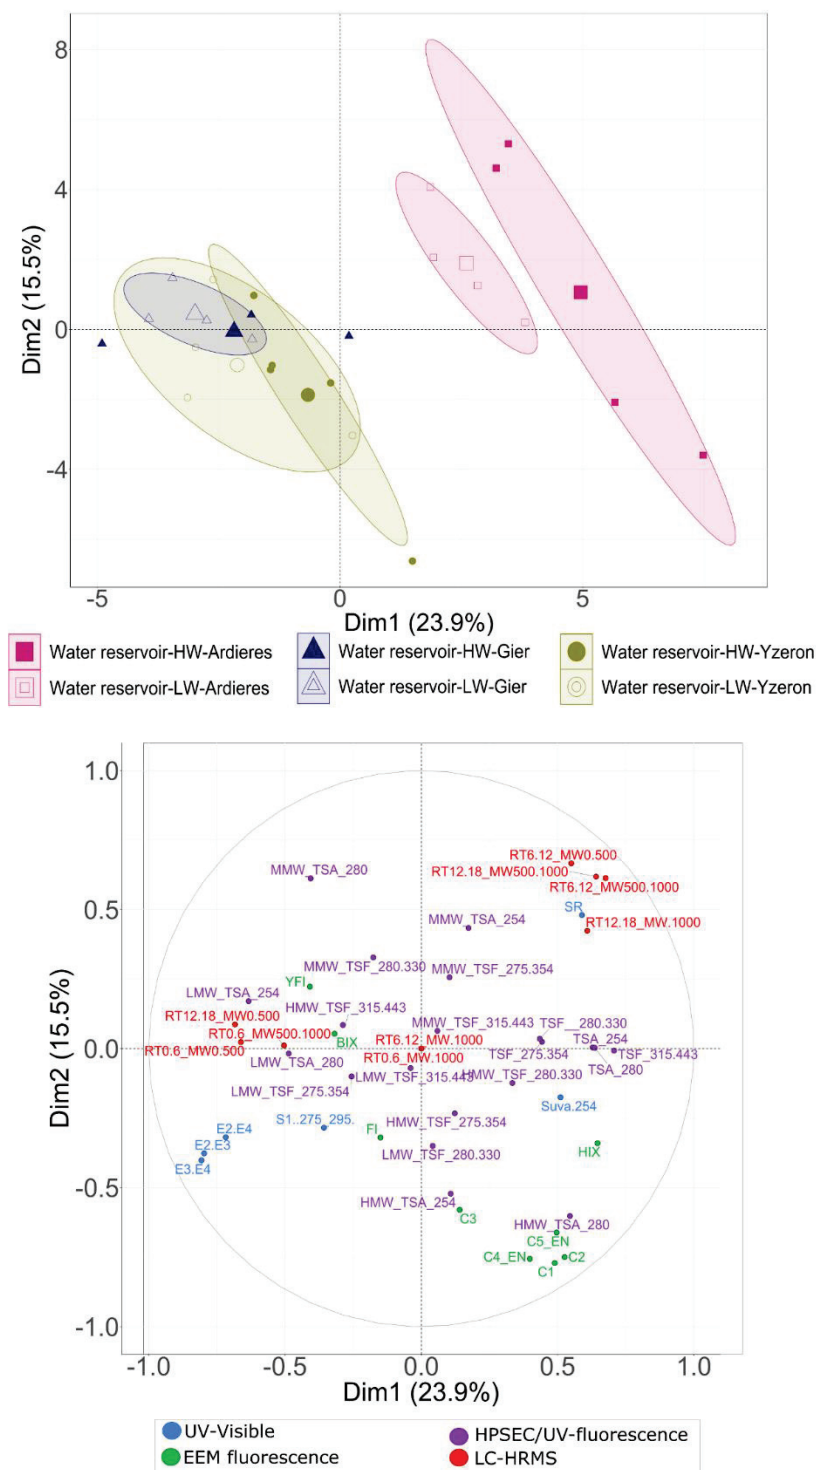 8
4
0
-4
Dim2 (15.5%)
-5
0
5
Dim1 (23.9%)
Water reservoir-HW-Ardieres
Water reservoir-HW-Gier
Water reservoir-HW-Yzeron
Water reservoir-LW-Ardieres
Water reservoir-LW-Gier
Water reservoir-LW-Yzeron
1.0
0.5
0.0
-0.5
-1.0
Dim2 (15.5%)
RT6.12_MW0.500
MMW_TSA_280
RT12.18_MW500.1000
RT6.12_MW500.1000
SR
MMW_TSA_254
RT12.18_MW.1000
MMW_TSF_280.330
MMW_TSF_275.354
YFI
LMW_TSA_254
HMW_TSF_315.443
RT12.18_MW0.500
MMW_TSF_315.443
TSF__280.330
RT0.6_MW500.1000
BIX
RT6.12_MW.1000
TSA_254
RT0.6_MW0.500
RT0.6_MW.1000
TSF_275.354
TSF_315.443
LMW_TSA_280
TSA_280
LMW_TSF_315.443
HMW_TSF_280.330
LMW_TSF_275.354
Suva.254
S1..275_295.
FI
HMW_TSF_275.354
E2.E4
E2.E3
LMW_TSF_280.330
HIX
E3.E4
HMW_TSA_254
C3
HMW_TSA_280
C5_EN
C4_EN
C2
C1
-1.0
-0.5
0.0
0.5
1.0
Dim1 (23.9%)
UV-Visible
HPSEC/UV-fluorescence
EEM fluorescence
LC-HRMS